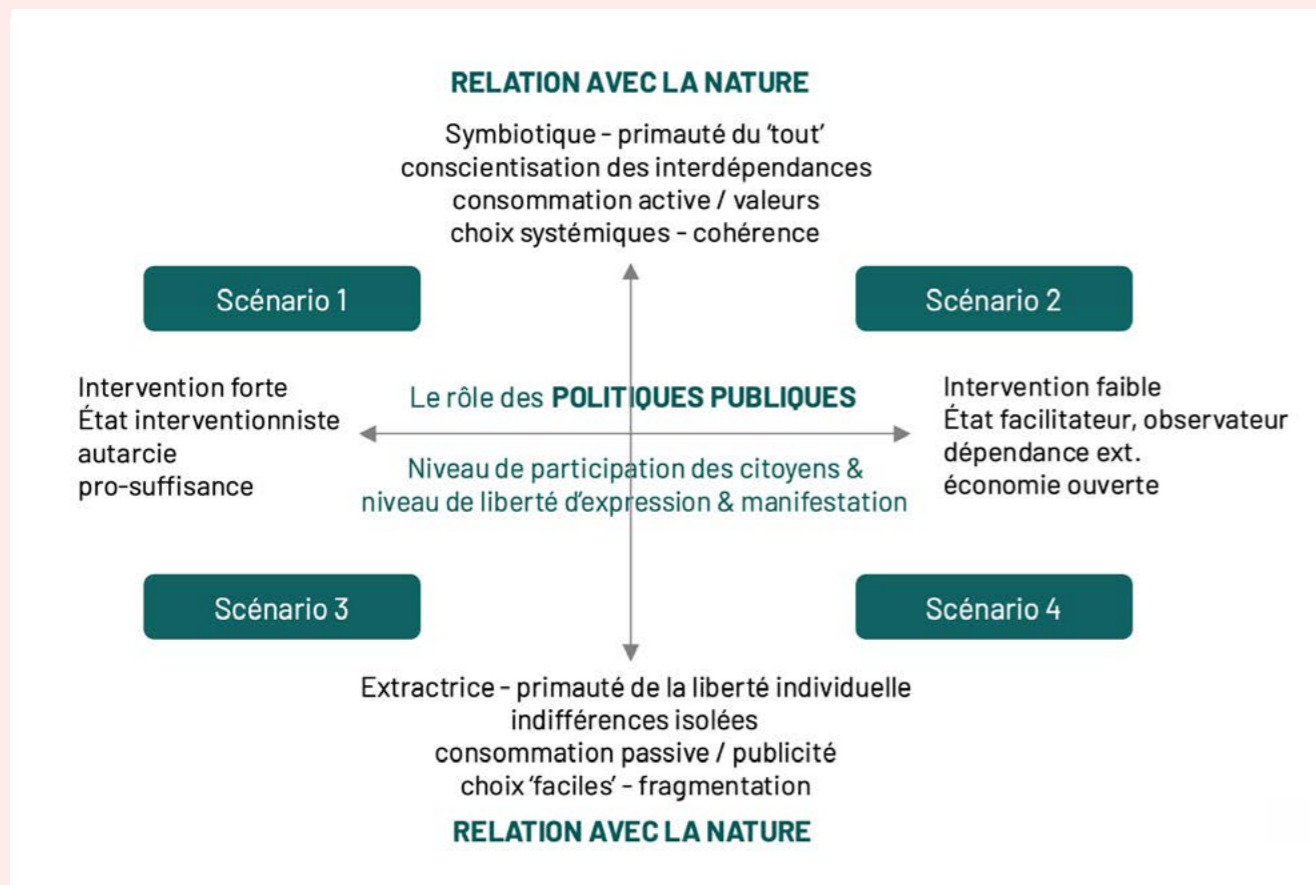 RELATION AVEC LA NATURE
Symbiotique - primauté du ‘tout’
conscientisation des interdépendances
consommation active / valeurs
choix systémiques - cohérence
Scénario 1
Scénario 2
Intervention forte
État interventionniste
autarcie
pro-suffisance
Le rôle des POLITIQUES PUBLIQUES
Niveau de participation des citoyens &
niveau de liberté d’expression & manifestation
Intervention faible
État facilitateur, observateur
dépendance ext.
économie ouverte
Scénario 3
Scénario 4
Extractrice - primauté de la liberté individuelle
indifférences isolées
consommation passive / publicité
choix ‘faciles’ - fragmentation
RELATION AVEC LA NATURE